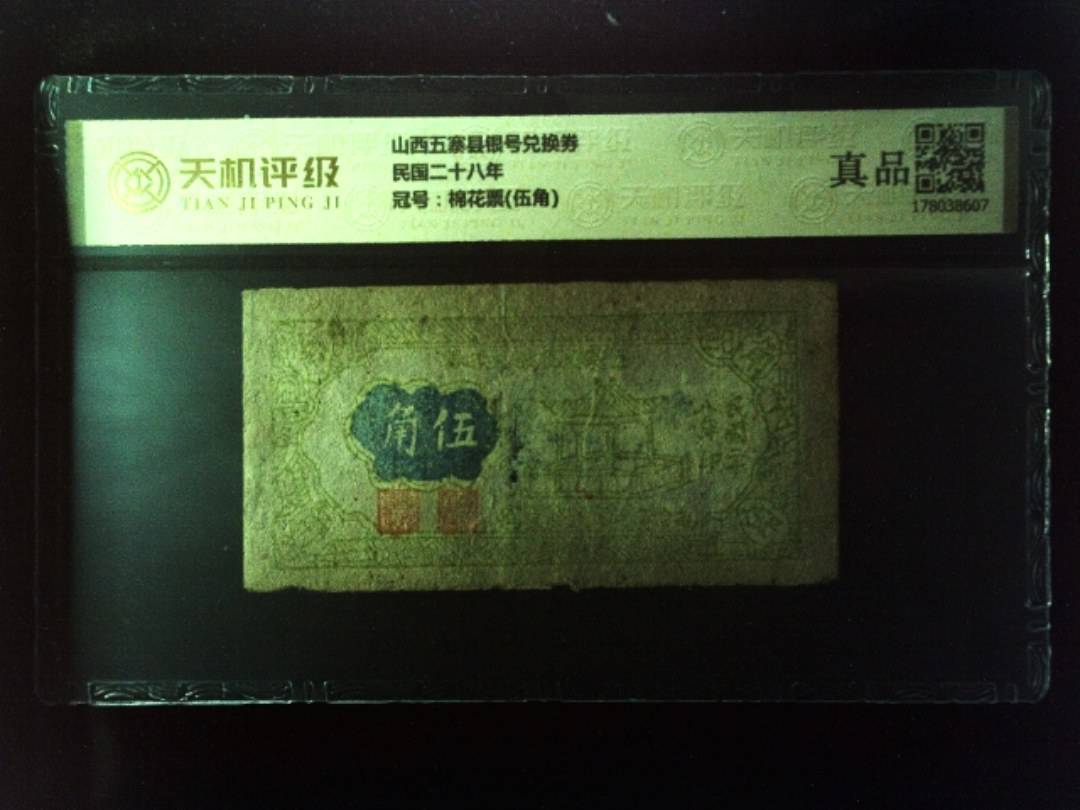 天机评级
TIAN JI PING JI
山西五寨县银号兑换券
民国二十八年
冠号：棉花票(伍角)
真品
178038607
角伍